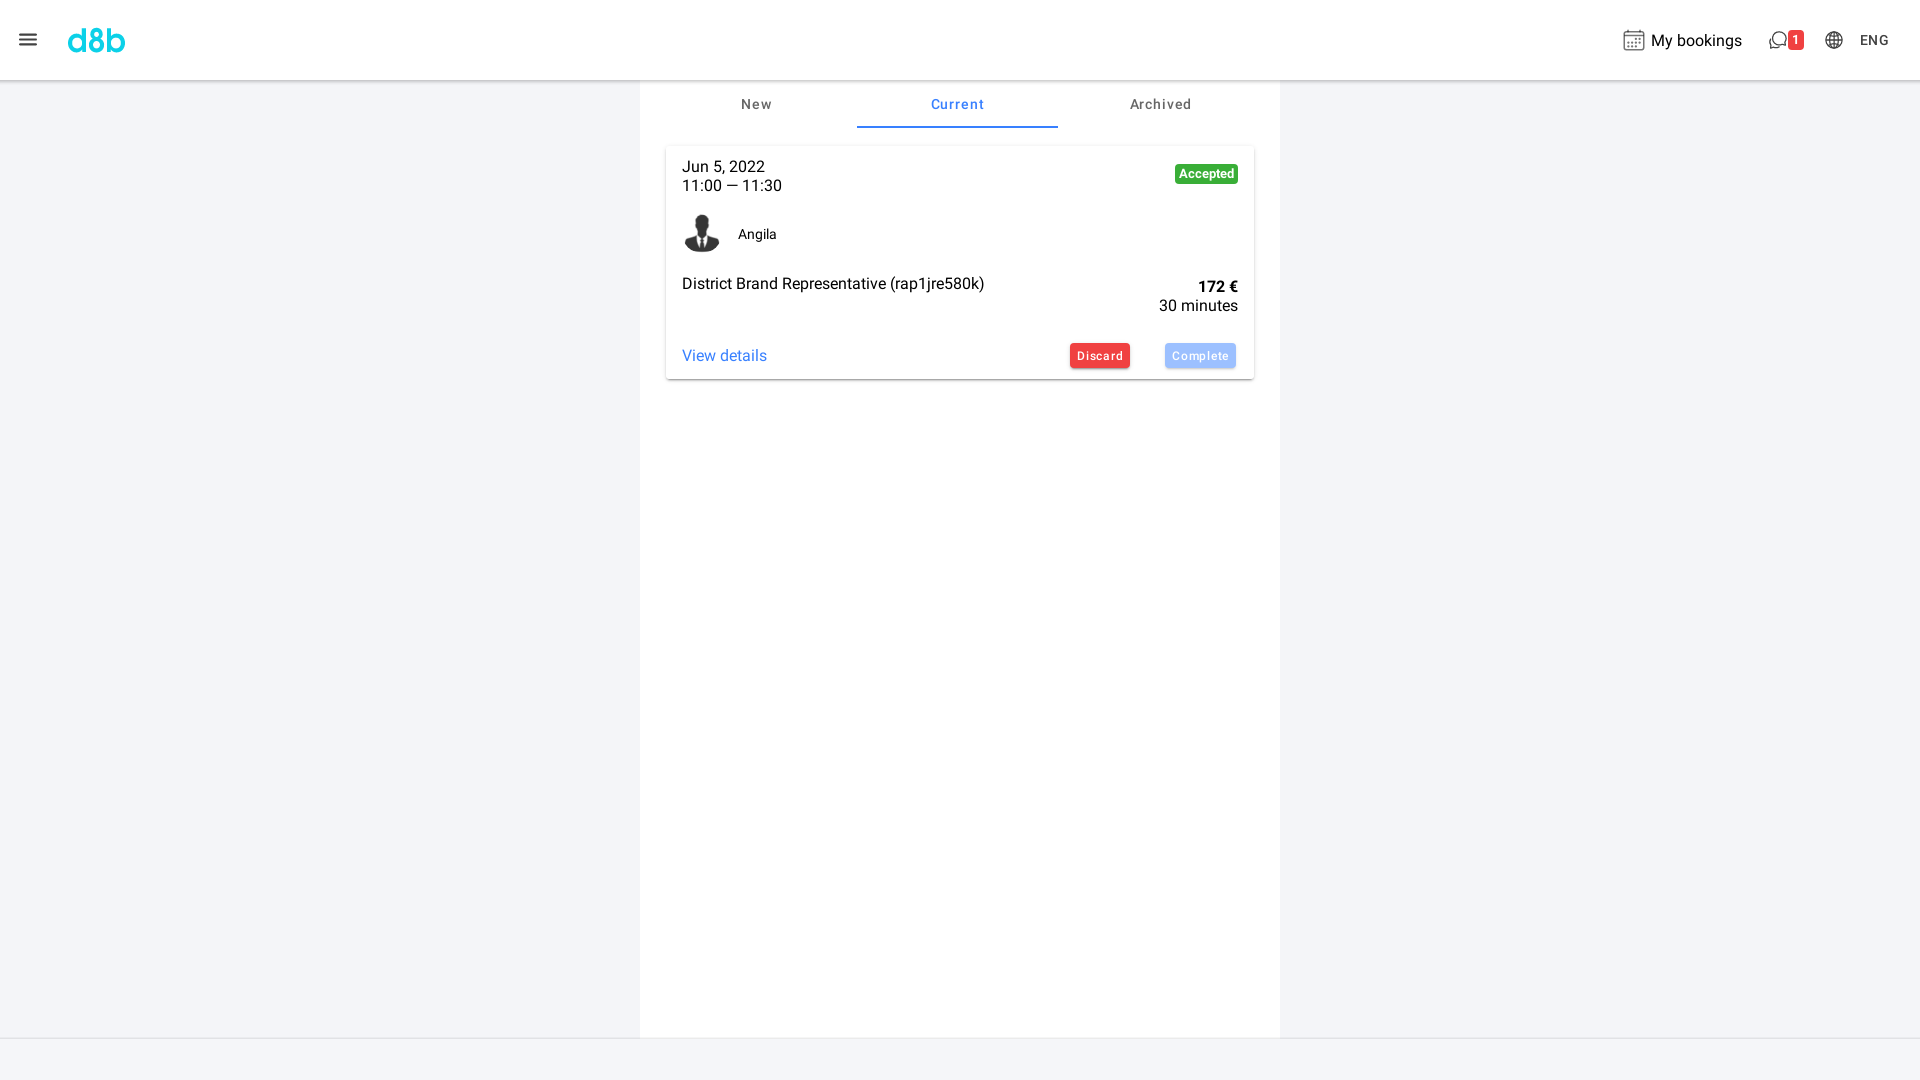 d8b
My bookings
1
ENG
New
Current
Archived
Jun 5, 2022
11:00 — 11:30
Accepted
Angila
District Brand Representative (rap1jre580k)
172 €
30 minutes
View details
Discard
Complete